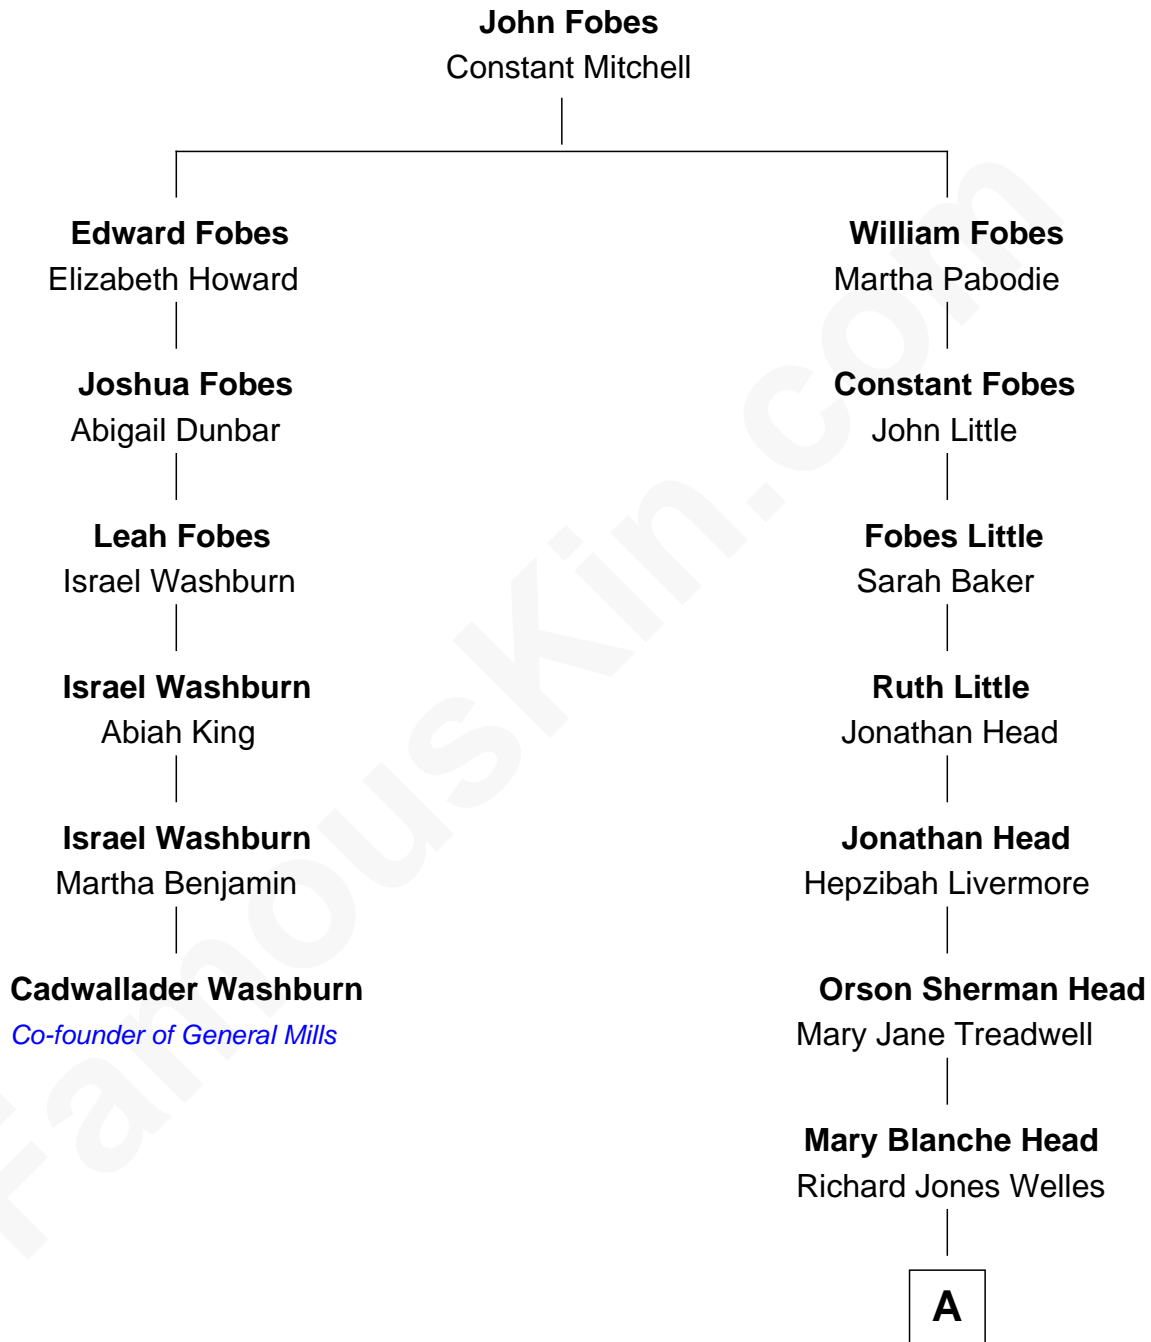 John Fobes
Constant Mitchell
Edward Fobes
Elizabeth Howard
William Fobes
Martha Pabodie
Joshua Fobes
Abigail Dunbar
Constant Fobes
John Little
Leah Fobes
Israel Washburn
Fobes Little
Sarah Baker
Israel Washburn
Abiah King
Ruth Little
Jonathan Head
Israel Washburn
Martha Benjamin
Jonathan Head
Hepzibah Livermore
Cadwallader Washburn
Co-founder of General Mills
Orson Sherman Head
Mary Jane Treadwell
Mary Blanche Head
Richard Jones Welles
A
FamousKin.com